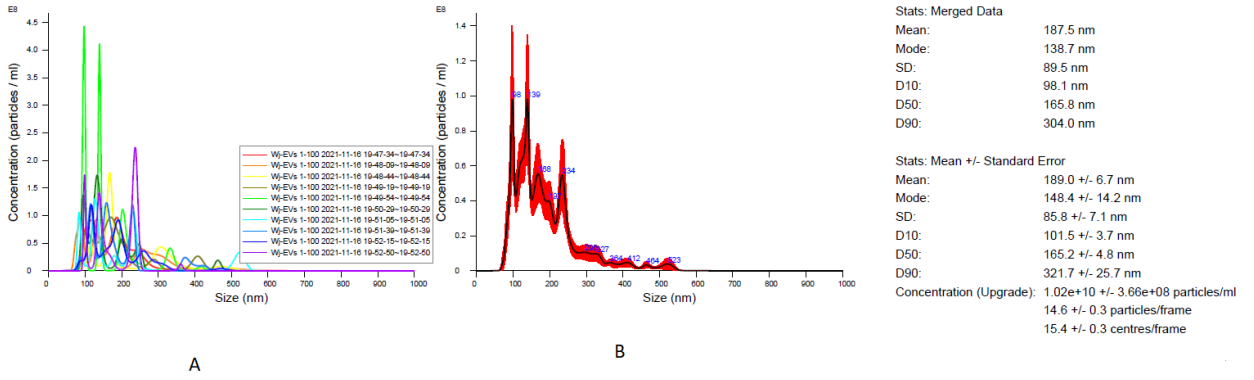 E8
4.5
4.0
3.5
3.0
2.5
2.0
1.5
1.0
0.5
0
Concentration (particles / ml)
0 100 200 300 400 500 600 700 800 900 1000
Size (nm)
Wj-EVs 1-100 2021-11-16 19-47-34~19-47-34
Wj-EVs 1-100 2021-11-16 19-48-09~19-48-09
Wj-EVs 1-100 2021-11-16 19-48-44~19-48-44
Wj-EVs 1-100 2021-11-16 19-49-19~19-49-19
Wj-EVs 1-100 2021-11-16 19-49-54~19-49-54
Wj-EVs 1-100 2021-11-16 19-50-29~19-50-29
Wj-EVs 1-100 2021-11-16 19-51-05~19-51-05
Wj-EVs 1-100 2021-11-16 19-51-39~19-51-39
Wj-EVs 1-100 2021-11-16 19-52-15~19-52-15
Wj-EVs 1-100 2021-11-16 19-52-50~19-52-50
A
E8
1.4
1.2
1.0
0.8
0.6
0.4
0.2
0
Concentration (particles / ml)
98
139
168
234
327
364
412
464
523
0 100 200 300 400 500 600 700 800 900 1000
Size (nm)
B
Stats: Merged Data
Mean: 187.5 nm
Mode: 138.7 nm
SD: 89.5 nm
D10: 98.1 nm
D50: 165.8 nm
D90: 304.0 nm
Stats: Mean +/- Standard Error
Mean: 189.0 +/- 6.7 nm
Mode: 148.4 +/- 14.2 nm
SD: 85.8 +/- 7.1 nm
D10: 101.5 +/- 3.7 nm
D50: 165.2 +/- 4.8 nm
D90: 321.7 +/- 25.7 nm
Concentration (Upgrade): 1.02e+10 +/- 3.66e+08 particles/ml
14.6 +/- 0.3 particles/frame
15.4 +/- 0.3 centres/frame